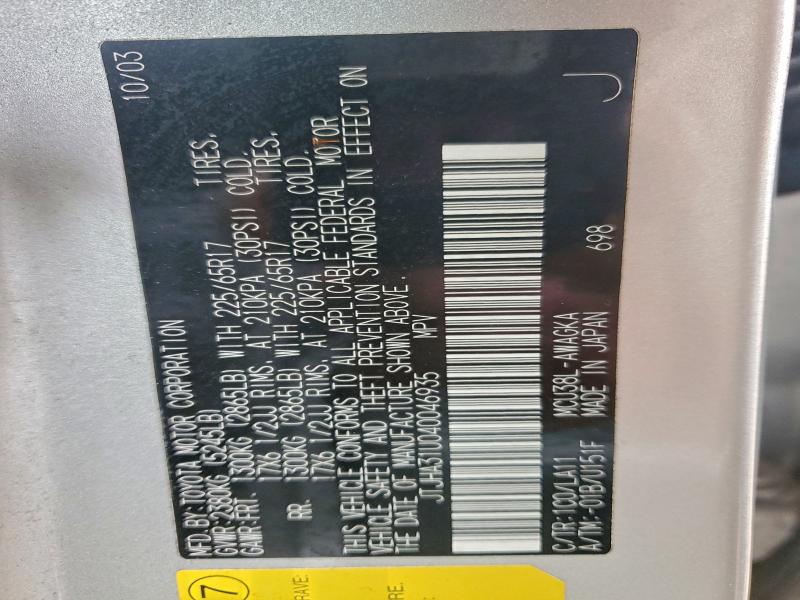 MFD.BY:TOYOTA MOTOR CORPORATION 10/03
GVWR:2380KG (5245LB)
GAWR:FRT. 1300KG (2865LB) WITH 225/65R17 TIRES,
17X6 1/2JJ RIMS, AT 210KPA (30PSI) COLD.
RR. 1300KG (2865LB) WITH 225/65R17 TIRES,
17X6 1/2JJ RIMS, AT 210KPA (30PSI) COLD.
THIS VEHICLE CONFORMS TO ALL APPLICABLE FEDERAL MOTOR
VEHICLE SAFETY AND THEFT PREVENTION STANDARDS IN EFFECT ON
THE DATE OF MANUFACTURE SHOWN ABOVE.
JTJHA31U040046935 MPV
C/TR:1C0/LA11 MCU38L-AWAGKA
A/TM:-01B/U151F MADE IN JAPAN 698 J
7
RAVE:
RE.